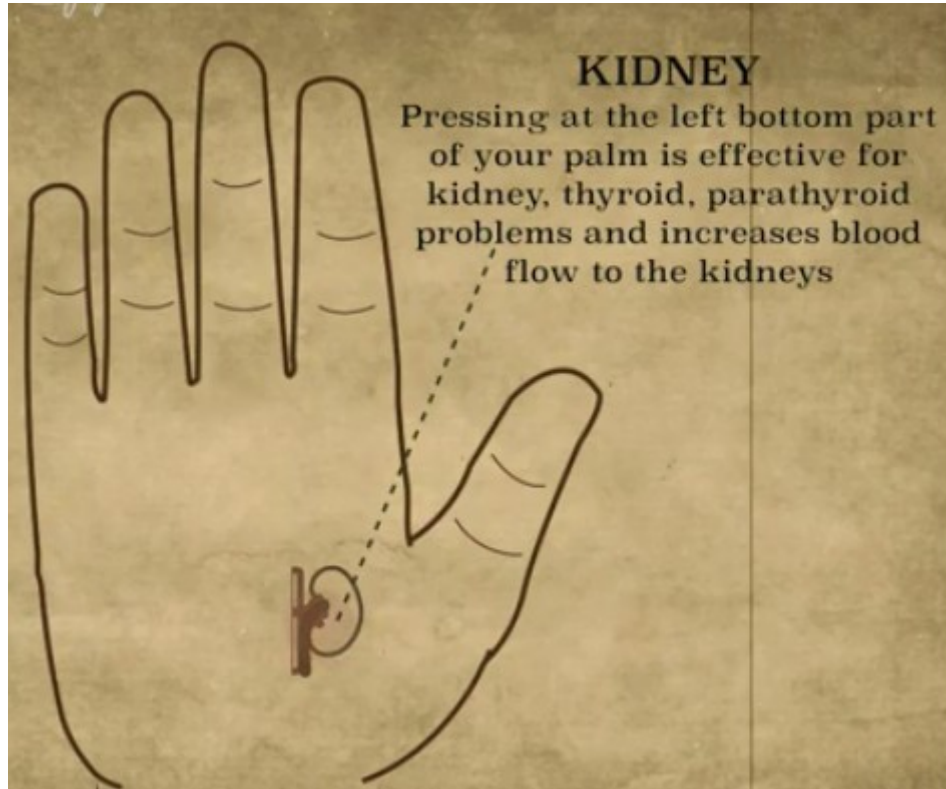 KIDNEY
Pressing at the left bottom part
of your palm is effective for
kidney, thyroid, parathyroid
problems and increases blood
flow to the kidneys